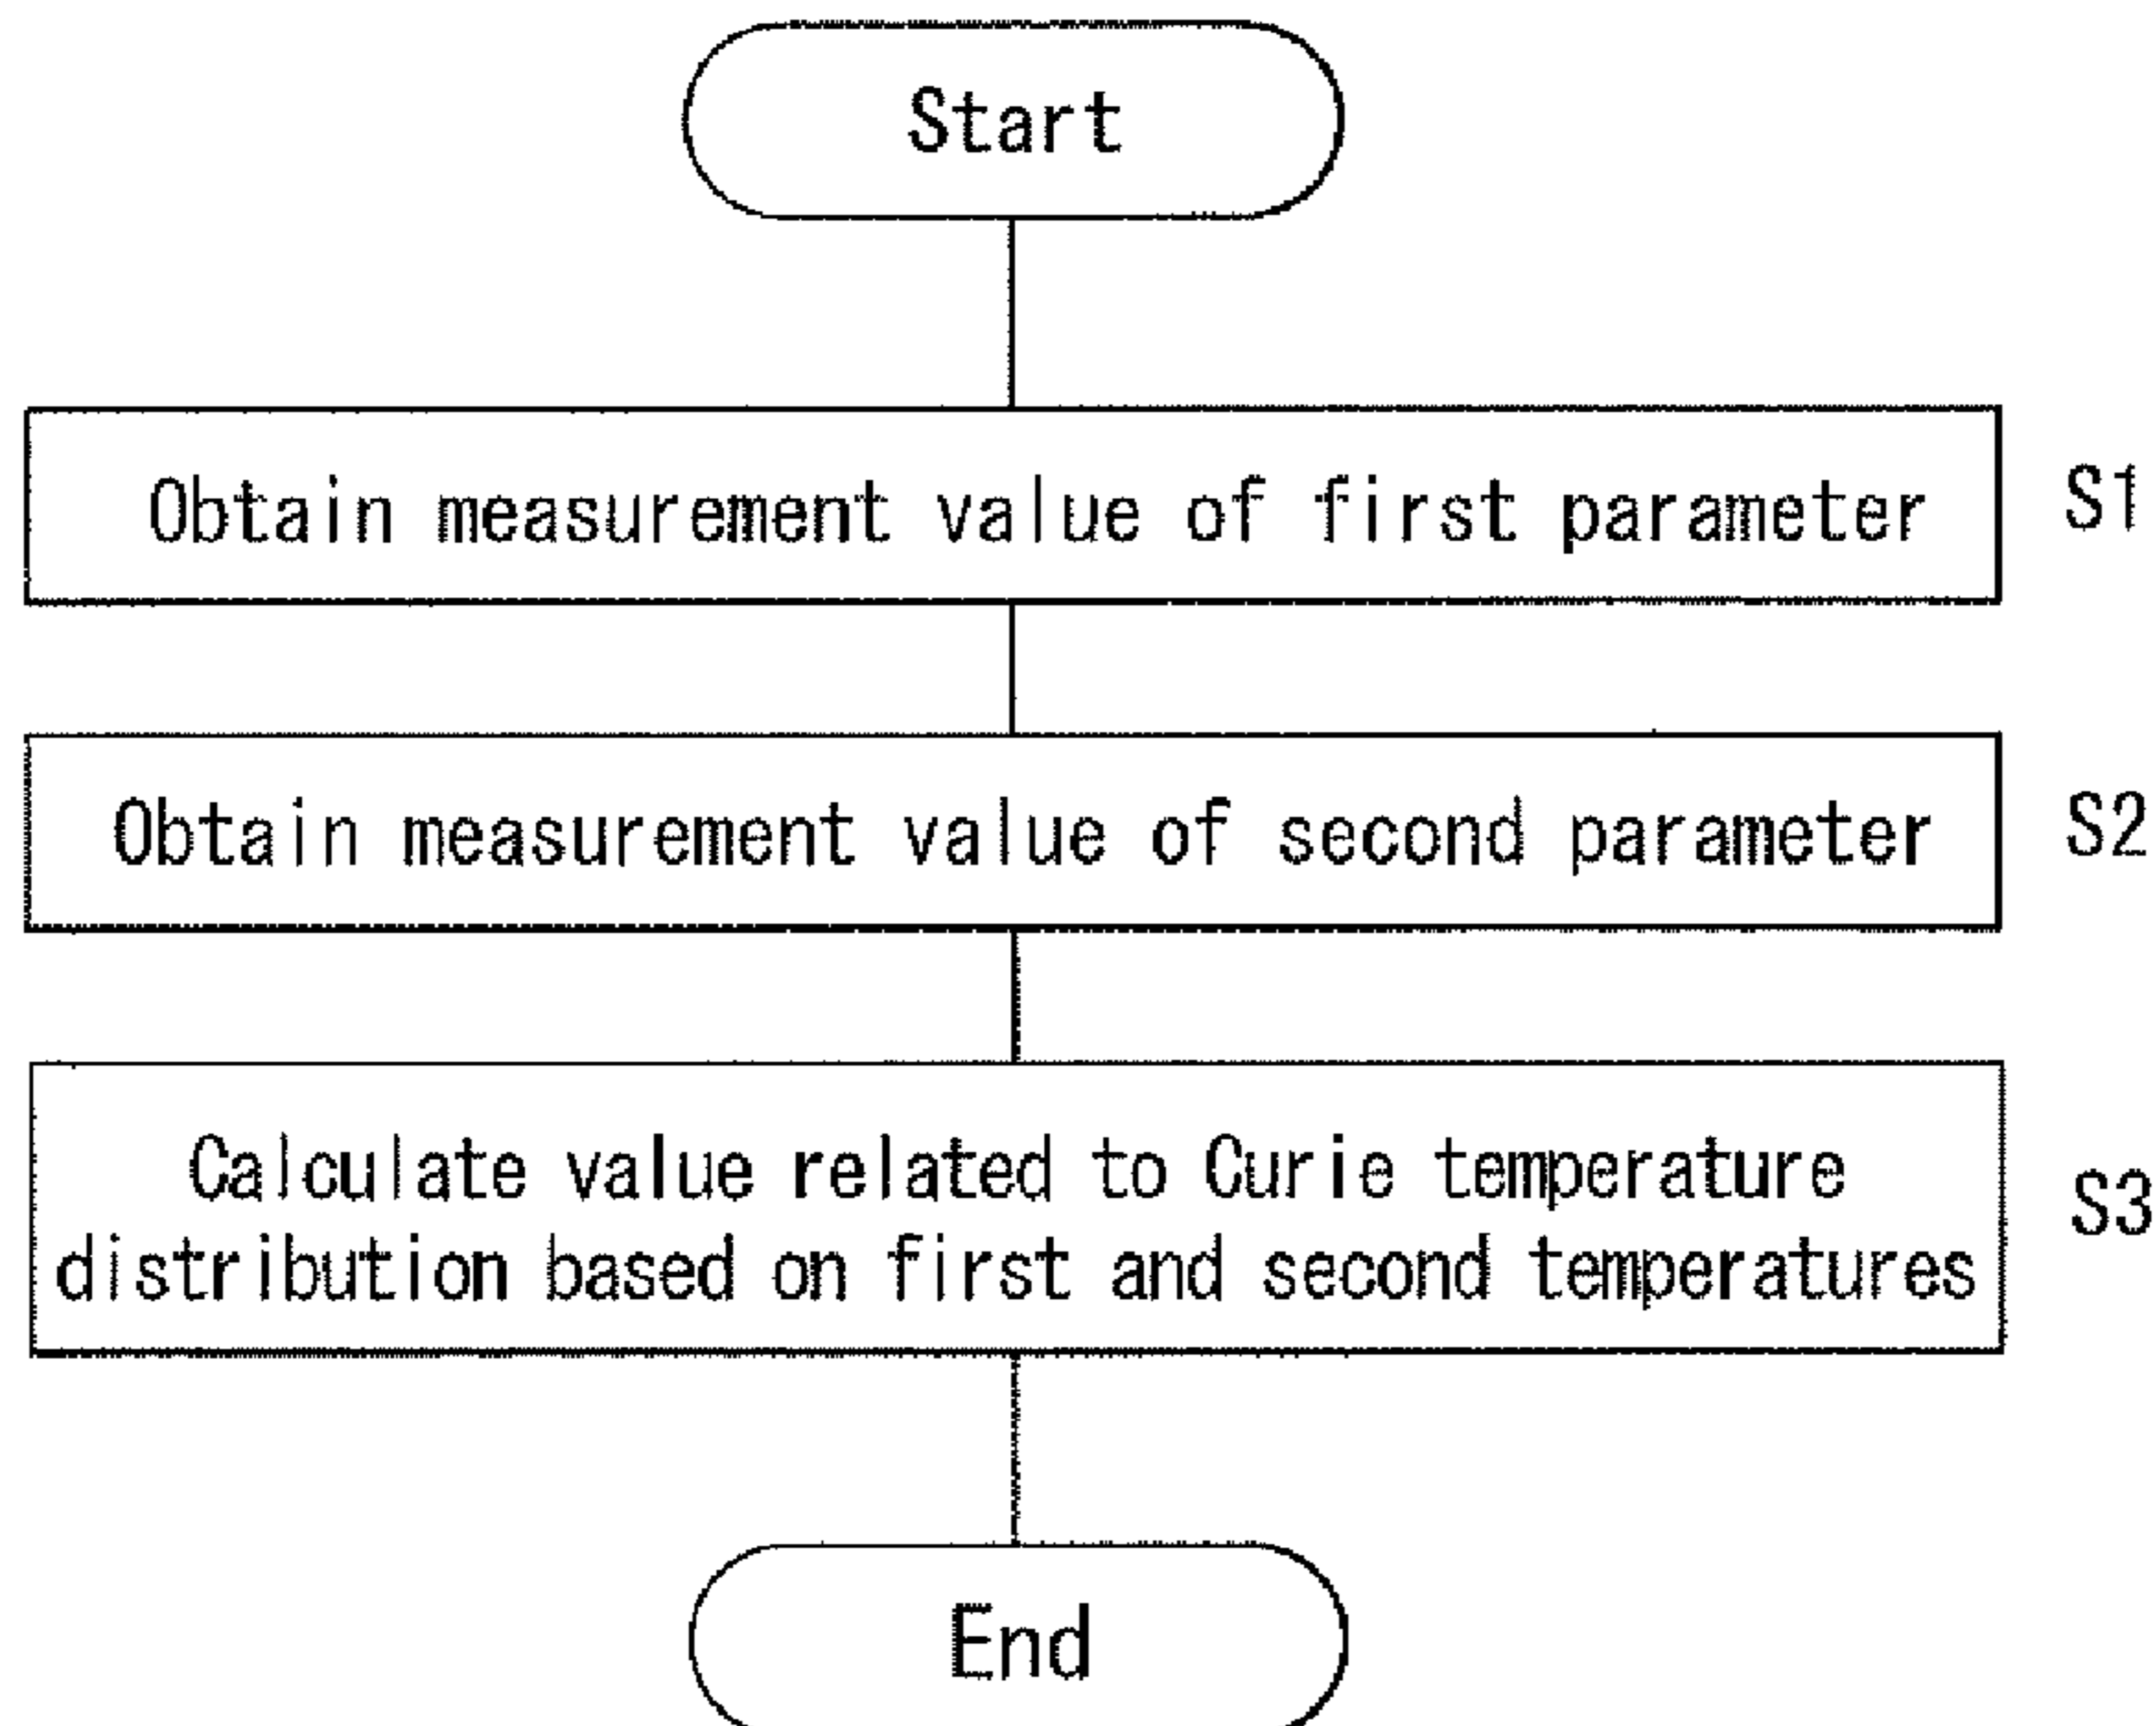 Start
Obtain measurement value of first parameter S1
Obtain measurement value of second parameter S2
Calculate value related to Curie temperature
distribution based on first and second temperatures
S3
End